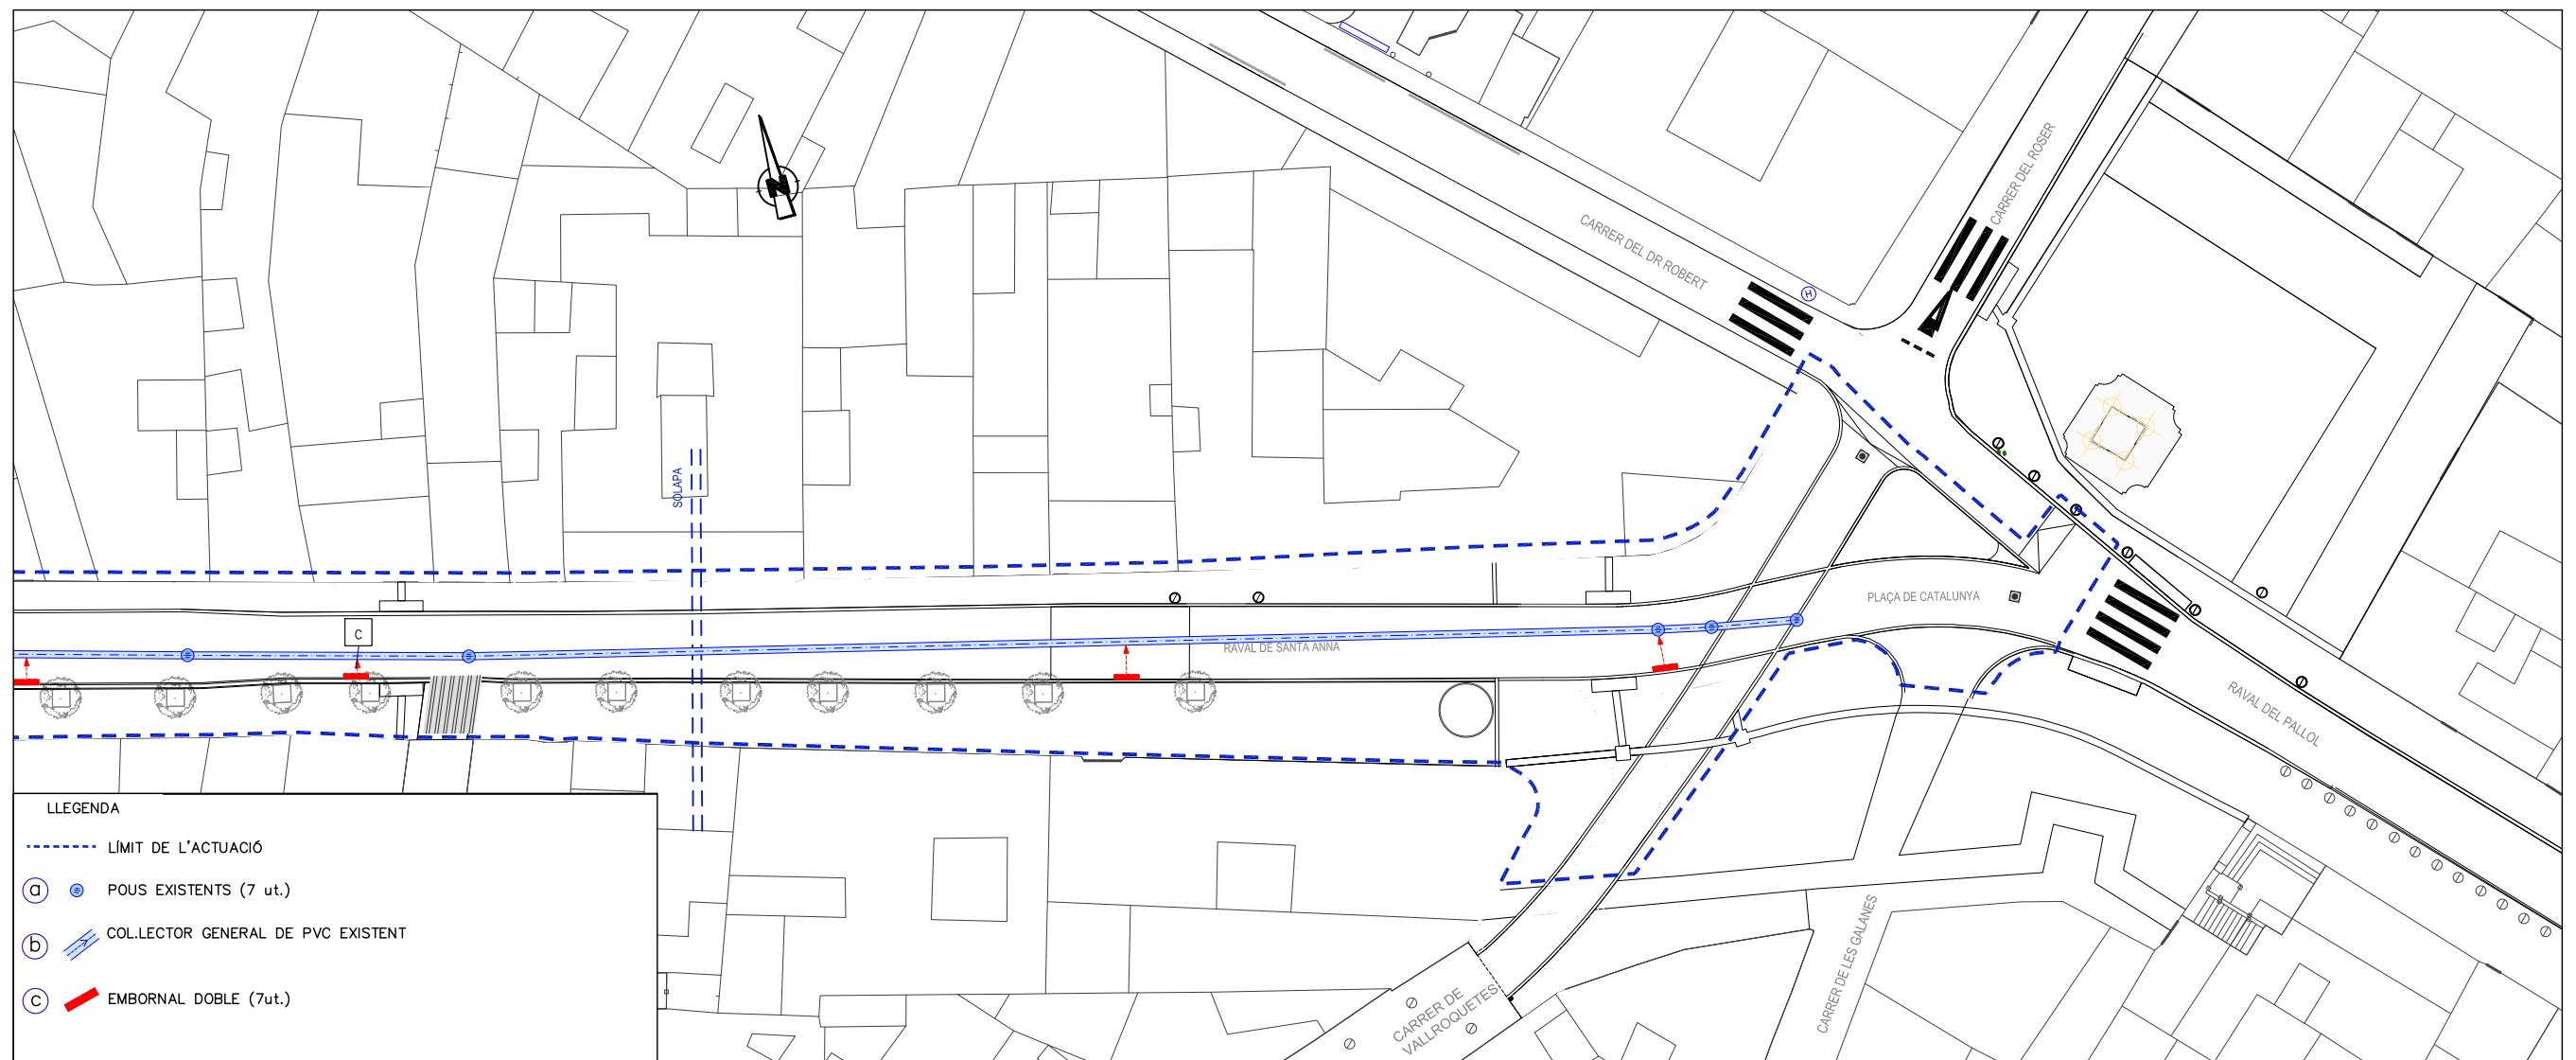 CARRER DEL ROSER
CARRER DEL DR ROBERT
H
N
SOLAPA
PLAÇA DE CATALUNYA
C
RAVAL DE SANTA ANNA
RAVAL DEL PALLOL
LLEGENDA
LÍMIT DE L'ACTUACIÓ
a POUS EXISTENTS (7 ut.)
b COL.LECTOR GENERAL DE PVC EXISTENT
c EMBORNAL DOBLE (7ut.)
CARRER DE LES GALANES
CARRER DE
VALLROQUETES